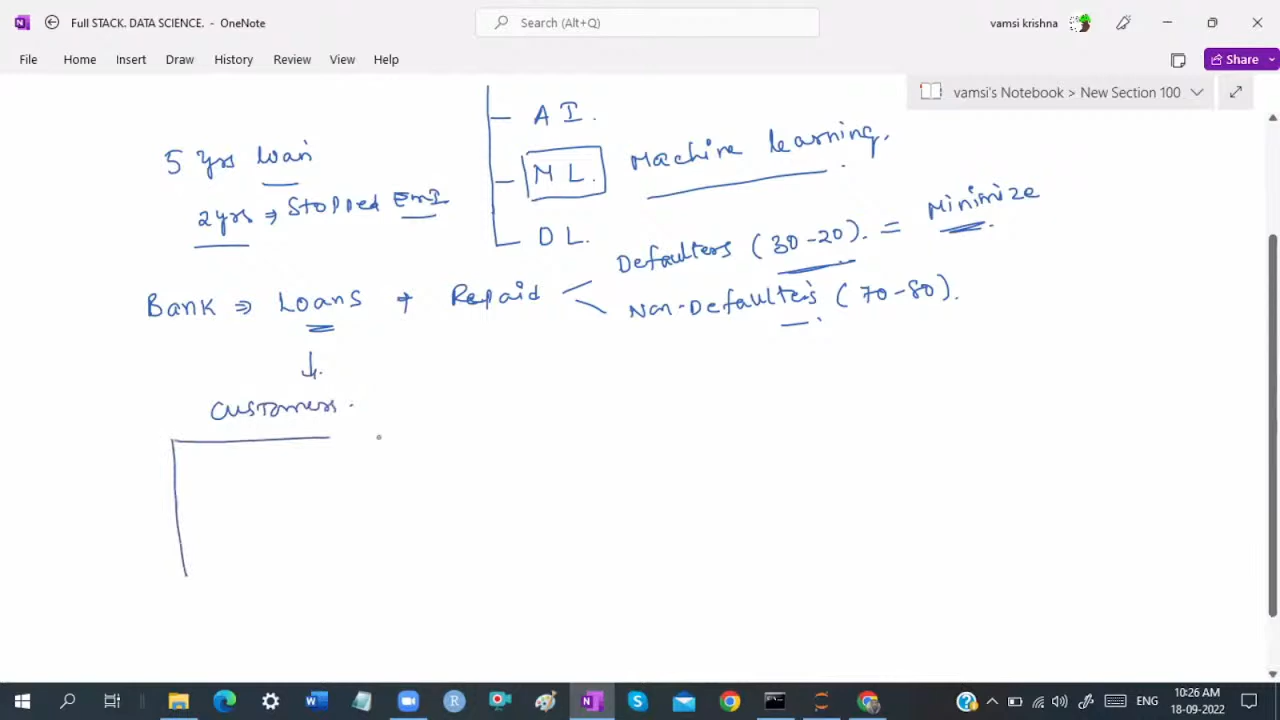 Full STACK. DATA SCIENCE. - OneNote
Search (Alt+Q)
vamsi krishna
File Home Insert Draw View History Review View Help
Share
vamsi's Notebook > New Section 100
A I.
5 yrs loan
M L. Machine learning.
2yrs ⇒ Stopped EMI
D L.
Defaulters (30-20). = Minimize
Bank ⇒ Loans + Repaid
Non-Defaulters (70-80).
↓
Customers.
ENG
10:26 AM
18-09-2022